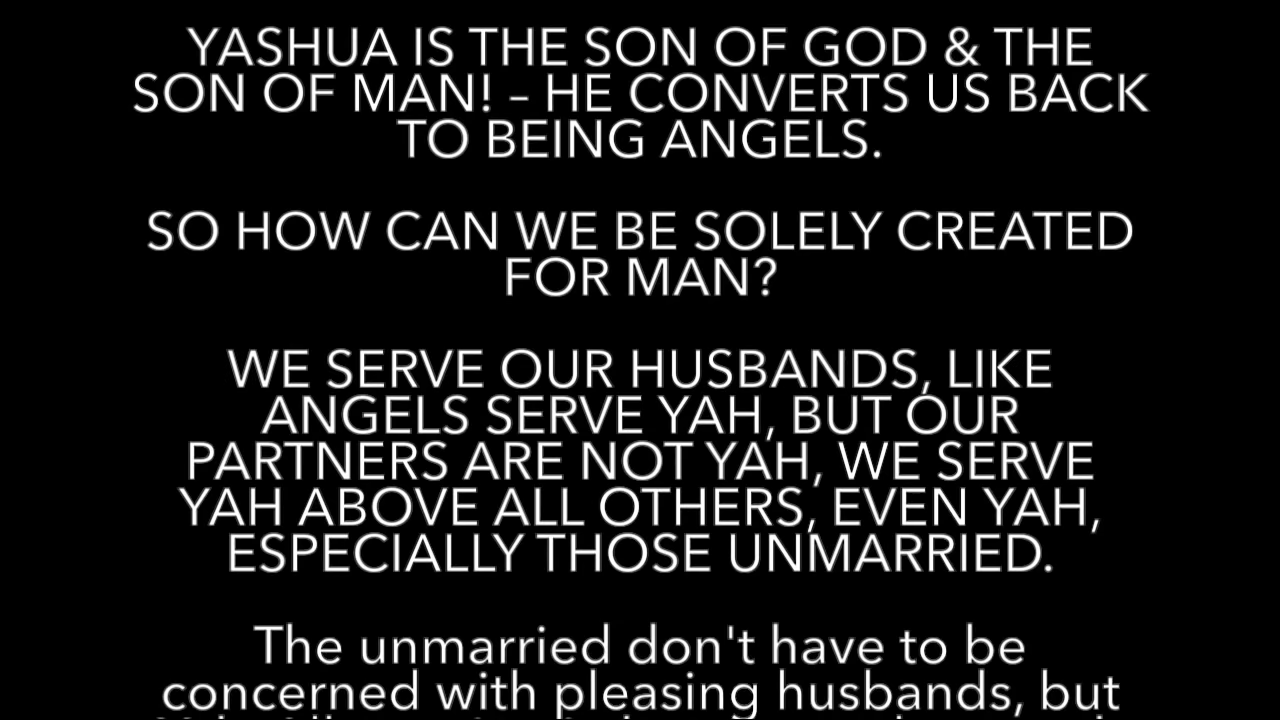 YASHUA IS THE SON OF GOD & THE
SON OF MAN! – HE CONVERTS US BACK
TO BEING ANGELS.
SO HOW CAN WE BE SOLELY CREATED
FOR MAN?
WE SERVE OUR HUSBANDS, LIKE
ANGELS SERVE YAH, BUT OUR
PARTNERS ARE NOT YAH, WE SERVE
YAH ABOVE ALL OTHERS, EVEN YAH,
ESPECIALLY THOSE UNMARRIED.
The unmarried don't have to be
concerned with pleasing husbands, but